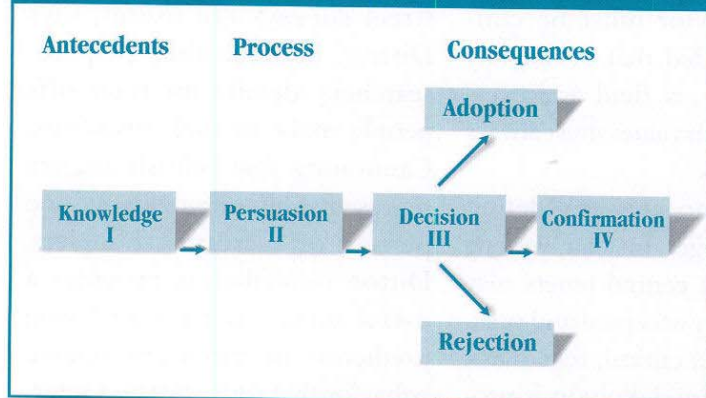 Antecedents Process Consequences
Adoption
Knowledge Persuasion Decision Confirmation
I II III IV
Rejection